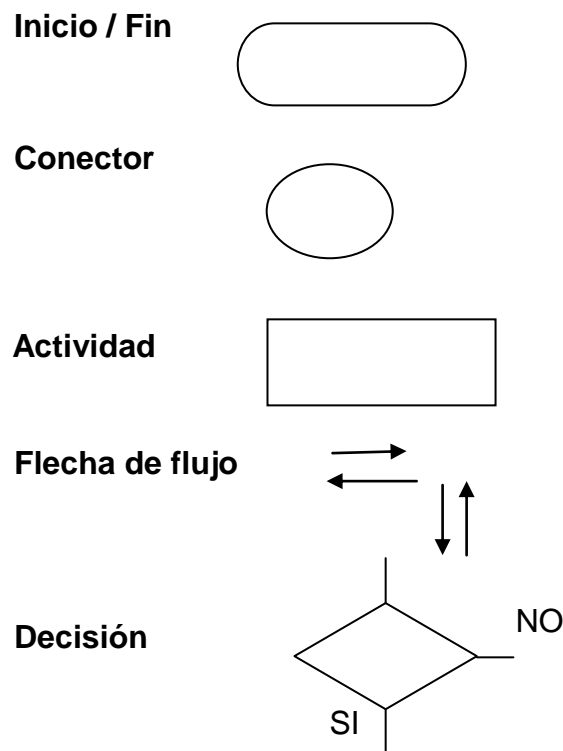 Inicio / Fin
Conector
Actividad
Flecha de flujo
Decisión
NO
SI